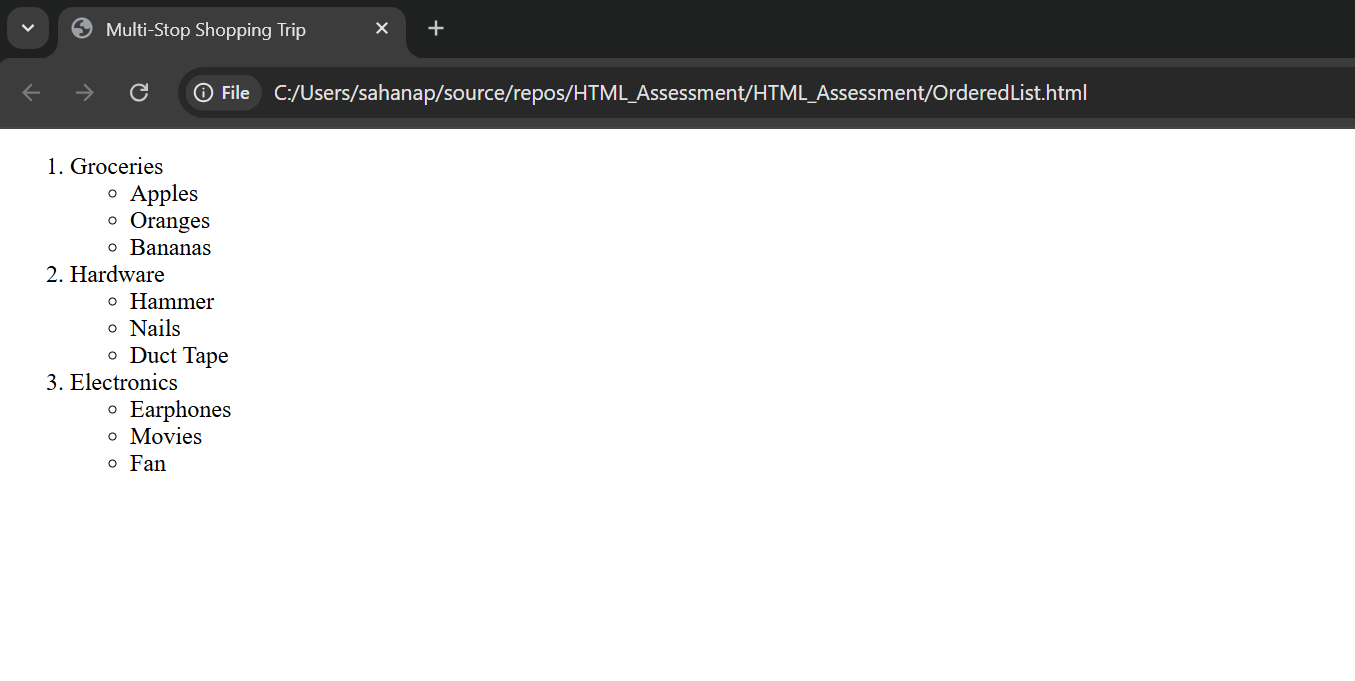 Multi-Stop Shopping Trip
File C:/Users/sahanap/source/repos/HTML_Assessment/HTML_Assessment/OrderedList.html
1. Groceries
Apples
Oranges
Bananas
2. Hardware
Hammer
Nails
Duct Tape
3. Electronics
Earphones
Movies
Fan